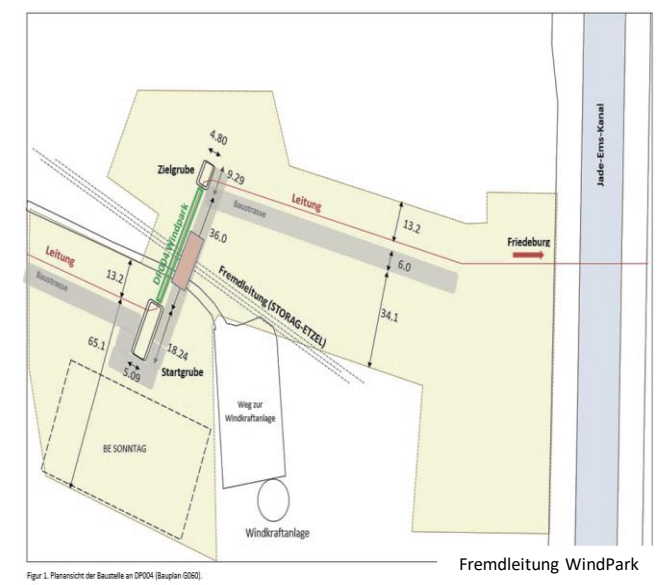 4.80
Zielgrube
9.29
Leitung
Baustrasse
13.2
Jade-Ems-Kanal
DP004 Windpark
36.0
Friedeburg
6.0
Leitung
13.2
Baustrasse
Fremdleitung (STORAG-ETZEL)
34.1
65.1
18.24
5.09
Startgrube
Weg zur
Windkraftanlage
BE SONNTAG
Windkraftanlage
Fremdleitung WindPark
Figur 1. Planansicht der Baustelle an DP004 (Bauplan G060).